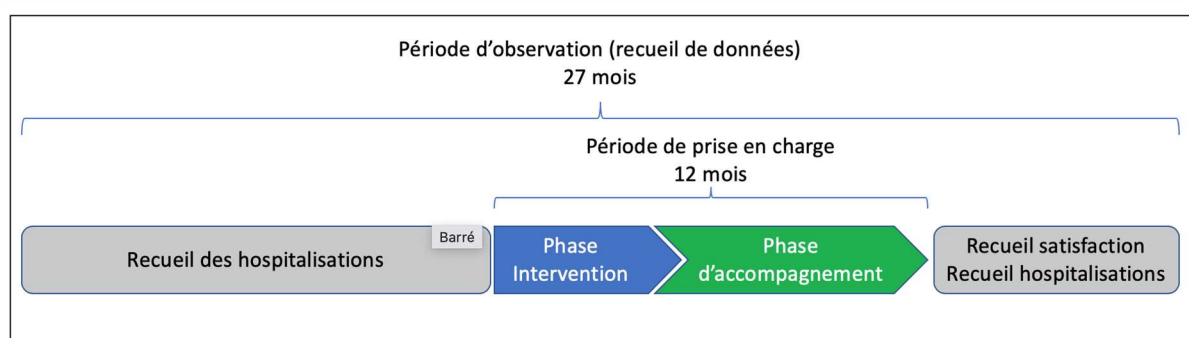 Période d'observation (recueil de données)
27 mois
Période de prise en charge
12 mois
Recueil des hospitalisations
Barré
Phase
Intervention
Phase
d'accompagnement
Recueil satisfaction
Recueil hospitalisations